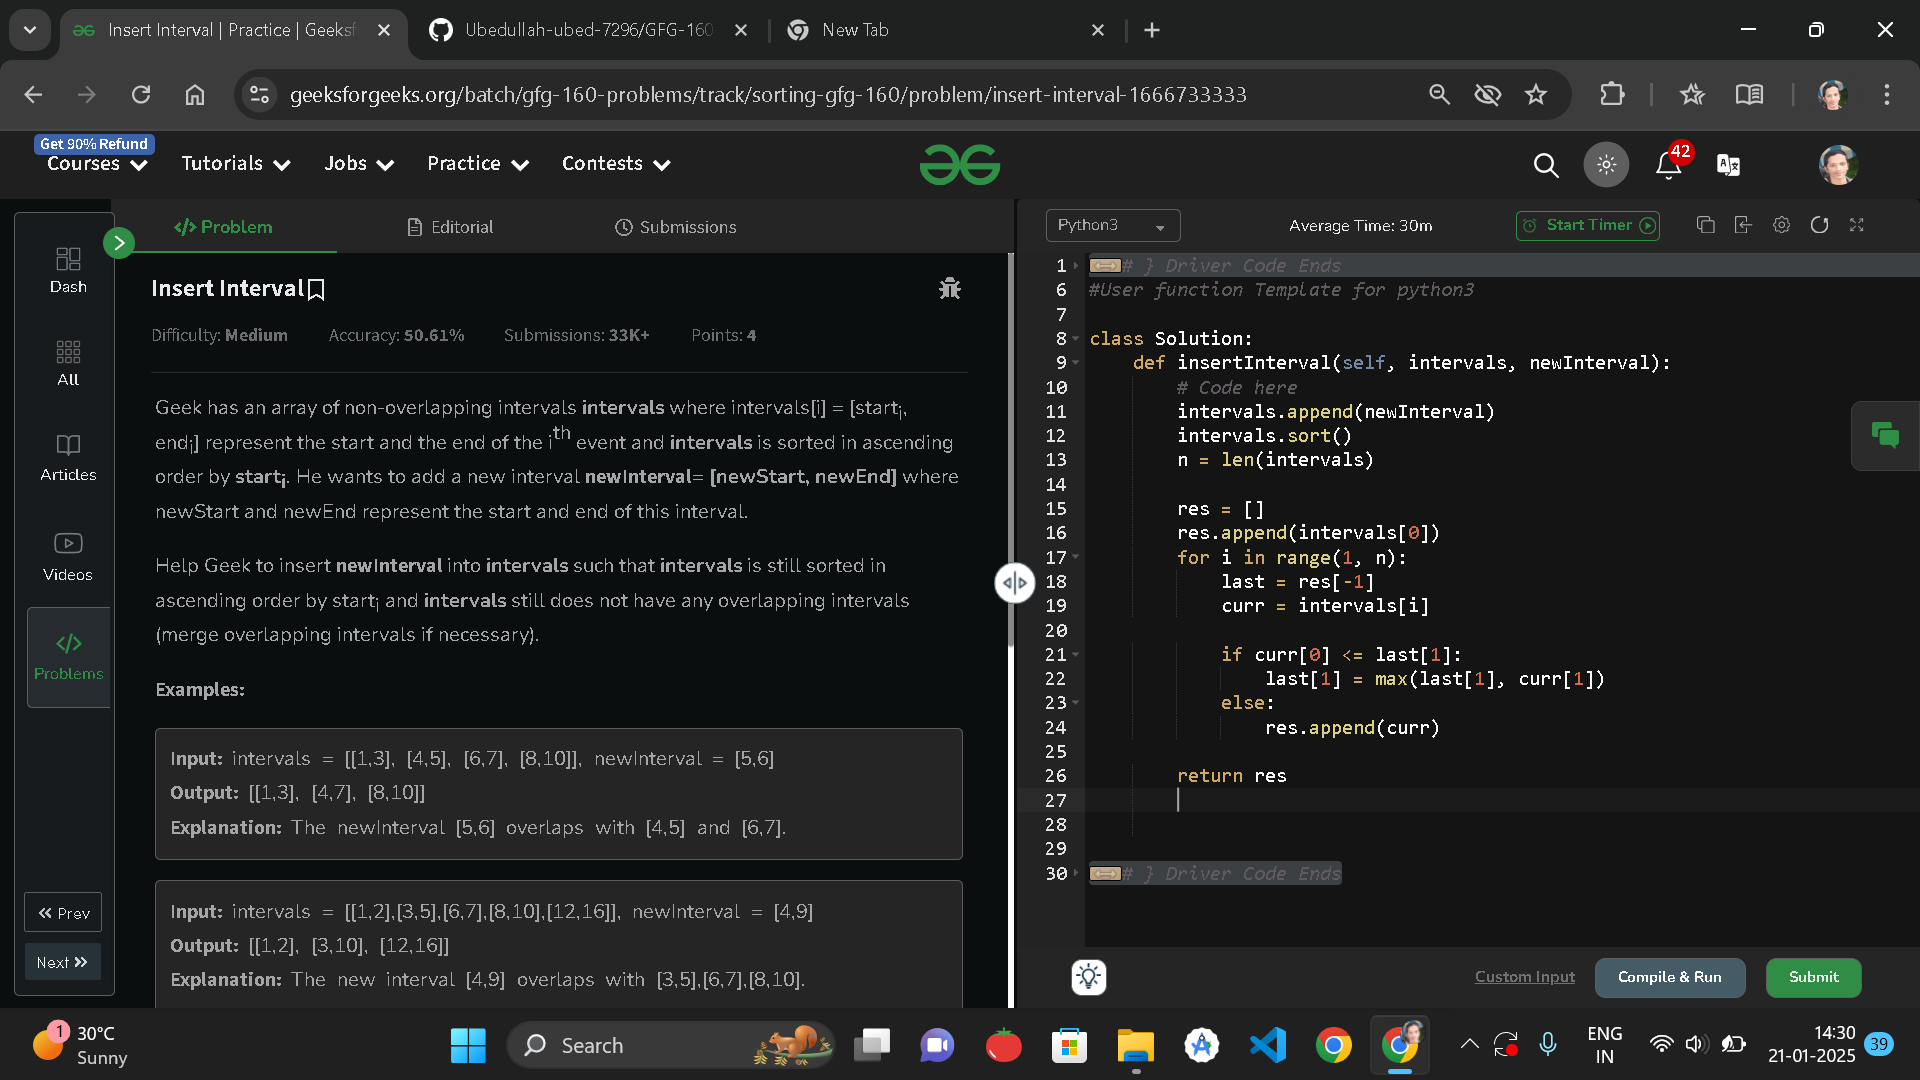 Insert Interval | Practice | Geeksf
Ubedullah-ubed-7296/GFG-160
New Tab
geeksforgeeks.org/batch/gfg-160-problems/track/sorting-gfg-160/problem/insert-interval-1666733333
Get 90% Refund
Courses
Tutorials
Jobs
Practice
Contests
42
Dash
All
Articles
Videos
Problems
Prev
Next
Problem
Editorial
Submissions
Insert Interval
Difficulty: Medium Accuracy: 50.61% Submissions: 33K+ Points: 4
Geek has an array of non-overlapping intervals intervals where intervals[i] = [starti,
endi] represent the start and the end of the ith event and intervals is sorted in ascending
order by starti. He wants to add a new interval newInterval= [newStart, newEnd] where
newStart and newEnd represent the start and end of this interval.
Help Geek to insert newInterval into intervals such that intervals is still sorted in
ascending order by starti and intervals still does not have any overlapping intervals
(merge overlapping intervals if necessary).
Examples:
Input: intervals = [[1,3], [4,5], [6,7], [8,10]], newInterval = [5,6]
Output: [[1,3], [4,7], [8,10]]
Explanation: The newInterval [5,6] overlaps with [4,5] and [6,7].
Input: intervals = [[1,2],[3,5],[6,7],[8,10],[12,16]], newInterval = [4,9]
Output: [[1,2], [3,10], [12,16]]
Explanation: The new interval [4,9] overlaps with [3,5],[6,7],[8,10].
Python3
Average Time: 30m
Start Timer
1 # } Driver Code Ends
6 #User function Template for python3
7
8 class Solution:
9 def insertInterval(self, intervals, newInterval):
10 # Code here
11 intervals.append(newInterval)
12 intervals.sort()
13 n = len(intervals)
14
15 res = []
16 res.append(intervals[0])
17 for i in range(1, n):
18 last = res[-1]
19 curr = intervals[i]
20
21 if curr[0] <= last[1]:
22 last[1] = max(last[1], curr[1])
23 else:
24 res.append(curr)
25
26 return res
27
28
29
30 # } Driver Code Ends
Custom Input
Compile & Run
Submit
1
30°C
Sunny
Search
ENG
IN
14:30
21-01-2025
39